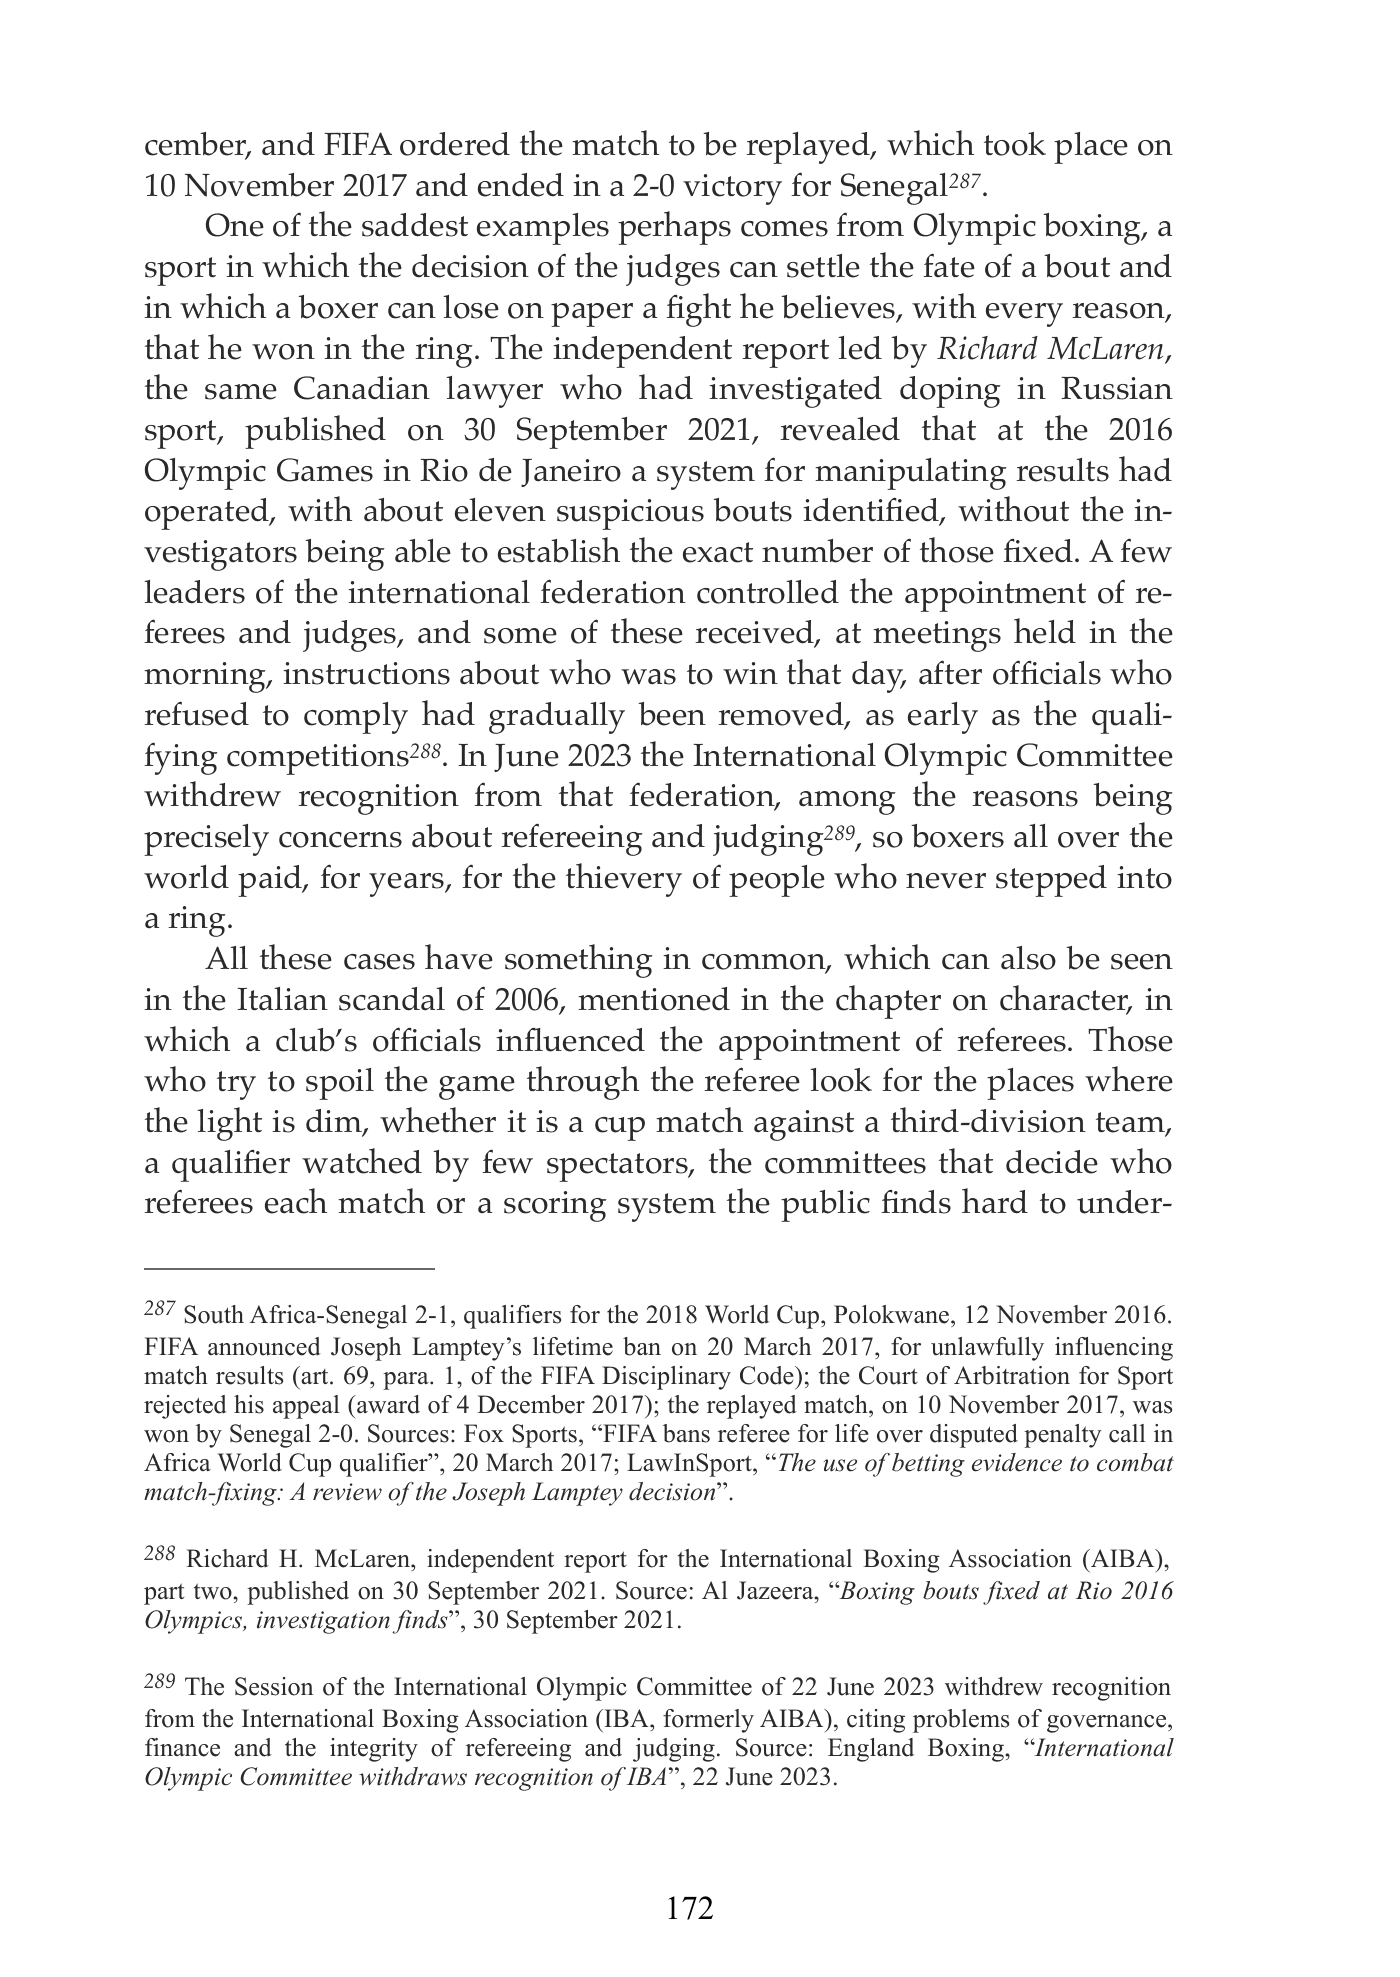 cember, and FIFA ordered the match to be replayed, which took place on
10 November 2017 and ended in a 2-0 victory for Senegal287.
One of the saddest examples perhaps comes from Olympic boxing, a
sport in which the decision of the judges can settle the fate of a bout and
in which a boxer can lose on paper a fight he believes, with every reason,
that he won in the ring. The independent report led by Richard McLaren,
the same Canadian lawyer who had investigated doping in Russian
sport, published on 30 September 2021, revealed that at the 2016
Olympic Games in Rio de Janeiro a system for manipulating results had
operated, with about eleven suspicious bouts identified, without the in-
vestigators being able to establish the exact number of those fixed. A few
leaders of the international federation controlled the appointment of re-
ferees and judges, and some of these received, at meetings held in the
morning, instructions about who was to win that day, after officials who
refused to comply had gradually been removed, as early as the quali-
fying competitions288. In June 2023 the International Olympic Committee
withdrew recognition from that federation, among the reasons being
precisely concerns about refereeing and judging289, so boxers all over the
world paid, for years, for the thievery of people who never stepped into
a ring.
All these cases have something in common, which can also be seen
in the Italian scandal of 2006, mentioned in the chapter on character, in
which a club’s officials influenced the appointment of referees. Those
who try to spoil the game through the referee look for the places where
the light is dim, whether it is a cup match against a third-division team,
a qualifier watched by few spectators, the committees that decide who
referees each match or a scoring system the public finds hard to under-
287 South Africa-Senegal 2-1, qualifiers for the 2018 World Cup, Polokwane, 12 November 2016.
FIFA announced Joseph Lamptey’s lifetime ban on 20 March 2017, for unlawfully influencing
match results (art. 69, para. 1, of the FIFA Disciplinary Code); the Court of Arbitration for Sport
rejected his appeal (award of 4 December 2017); the replayed match, on 10 November 2017, was
won by Senegal 2-0. Sources: Fox Sports, “FIFA bans referee for life over disputed penalty call in
Africa World Cup qualifier”, 20 March 2017; LawInSport, “The use of betting evidence to combat
match-fixing: A review of the Joseph Lamptey decision”.
288 Richard H. McLaren, independent report for the International Boxing Association (AIBA),
part two, published on 30 September 2021. Source: Al Jazeera, “Boxing bouts fixed at Rio 2016
Olympics, investigation finds”, 30 September 2021.
289 The Session of the International Olympic Committee of 22 June 2023 withdrew recognition
from the International Boxing Association (IBA, formerly AIBA), citing problems of governance,
finance and the integrity of refereeing and judging. Source: England Boxing, “International
Olympic Committee withdraws recognition of IBA”, 22 June 2023.
172